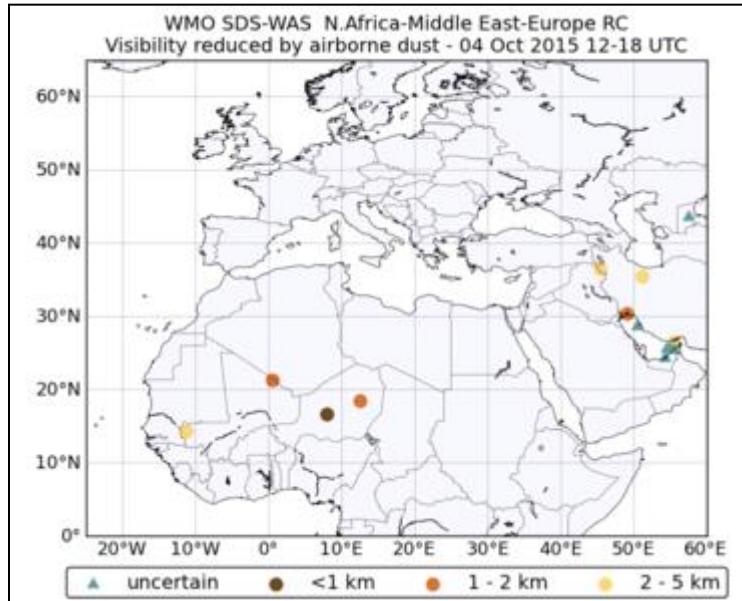 WMO SDS-WAS N.Africa-Middle East-Europe RC
Visibility reduced by airborne dust - 04 Oct 2015 12-18 UTC
60°N
50°N
40°N
30°N
20°N
10°N
0°
20°W 10°W 0° 10°E 20°E 30°E 40°E 50°E 60°E
uncertain <1 km 1 - 2 km 2 - 5 km